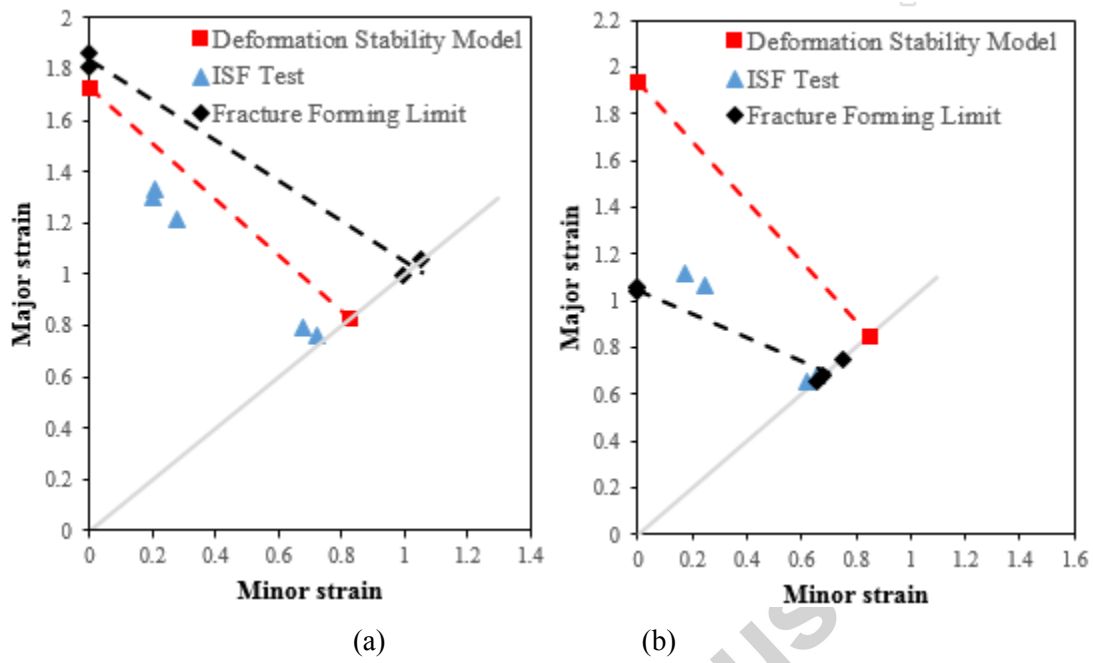 2
1.8
1.6
1.4
1.2
1
0.8
0.6
0.4
0.2
0
0 0.2 0.4 0.6 0.8 1 1.2 1.4
Major strain
Minor strain
Deformation Stability Model
ISF Test
Fracture Forming Limit
(a)
2.2
2
1.8
1.6
1.4
1.2
1
0.8
0.6
0.4
0.2
0
0 0.2 0.4 0.6 0.8 1 1.2 1.4 1.6
Major strain
Minor strain
Deformation Stability Model
ISF Test
Fracture Forming Limit
(b)
us